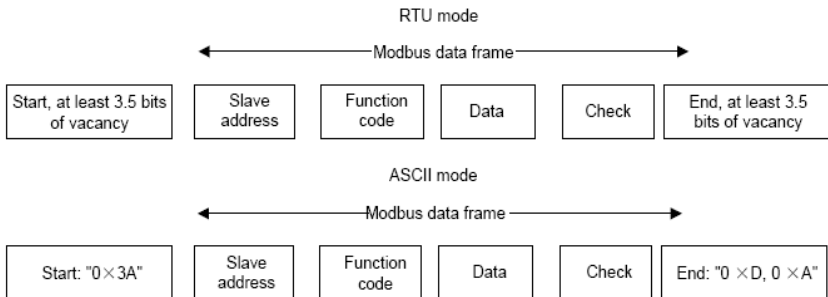 RTU mode
Modbus data frame
Start, at least 3.5 bits
of vacancy
Slave
address
Function
code
Data
Check
End, at least 3.5
bits of vacancy
ASCII mode
Modbus data frame
Start: "0×3A"
Slave
address
Function
code
Data
Check
End: "0 ×D, 0 ×A"